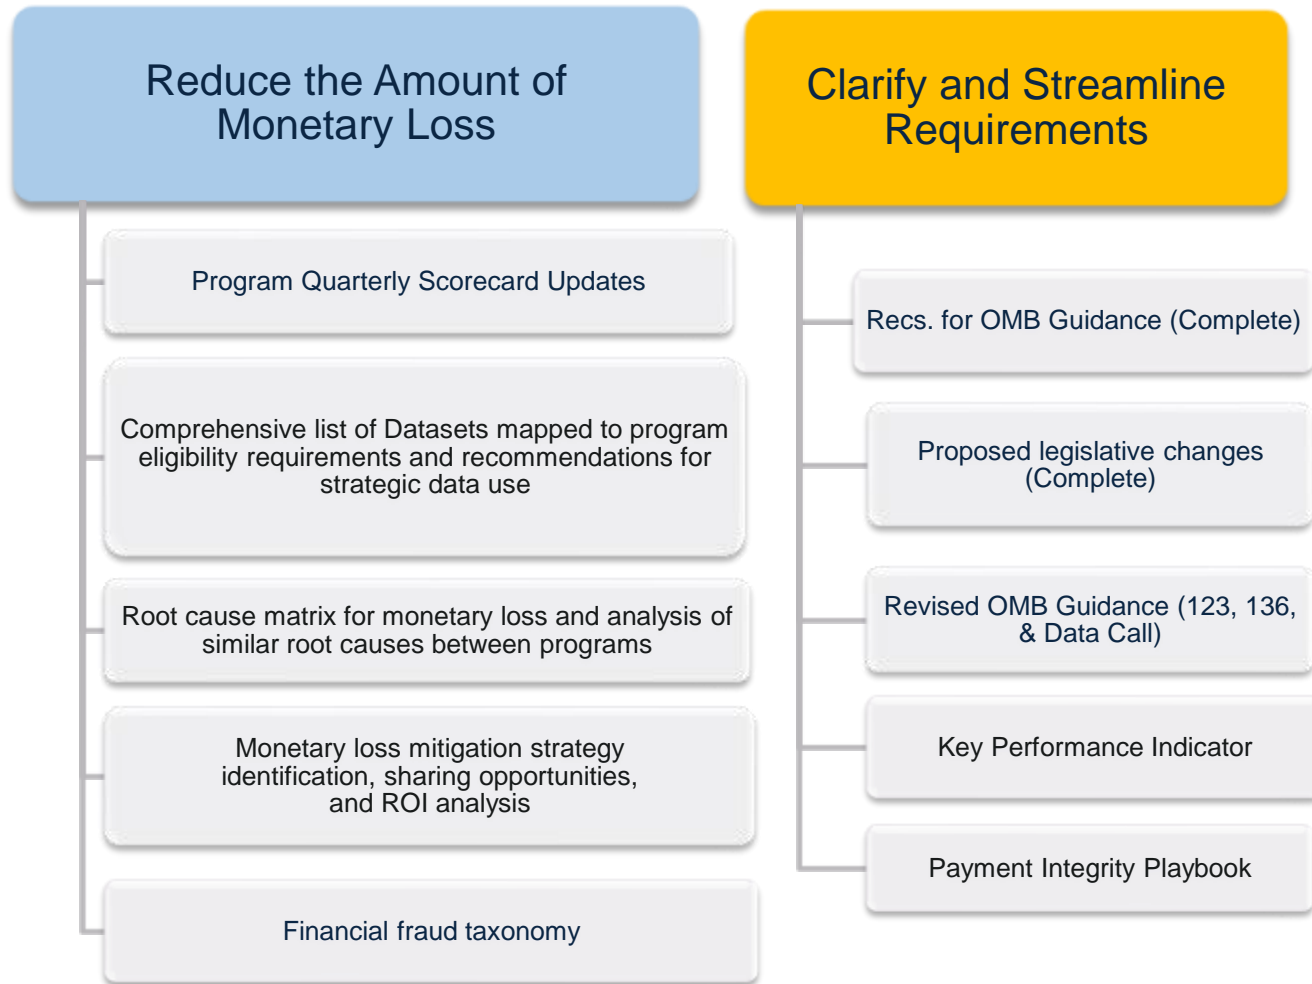 Reduce the Amount of
Monetary Loss
Program Quarterly Scorecard Updates
Comprehensive list of Datasets mapped to program
eligibility requirements and recommendations for
strategic data use
Root cause matrix for monetary loss and analysis of
similar root causes between programs
Monetary loss mitigation strategy
identification, sharing opportunities,
and ROI analysis
Financial fraud taxonomy
Clarify and Streamline
Requirements
Recs. for OMB Guidance (Complete)
Proposed legislative changes
(Complete)
Revised OMB Guidance (123, 136,
& Data Call)
Key Performance Indicator
Payment Integrity Playbook